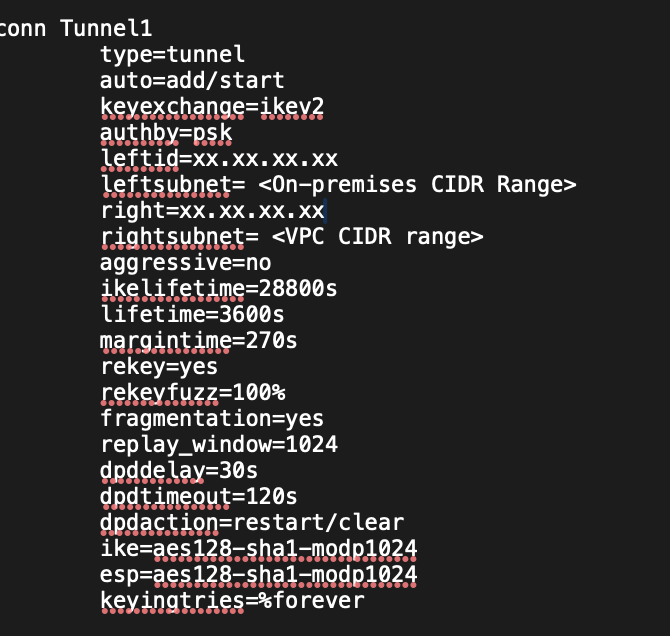 conn Tunnel1
type=tunnel
auto=add/start
keyexchange=ikev2
authby=psk
leftid=xx.xx.xx.xx
leftsubnet= <On-premises CIDR Range>
right=xx.xx.xx.xx
rightsubnet= <VPC CIDR range>
aggressive=no
ikelifetime=28800s
lifetime=3600s
margintime=270s
rekey=yes
rekeyfuzz=100%
fragmentation=yes
replay_window=1024
dpddelay=30s
dpdtimeout=120s
dpdaction=restart/clear
ike=aes128-sha1-modp1024
esp=aes128-sha1-modp1024
keyingtries=%forever